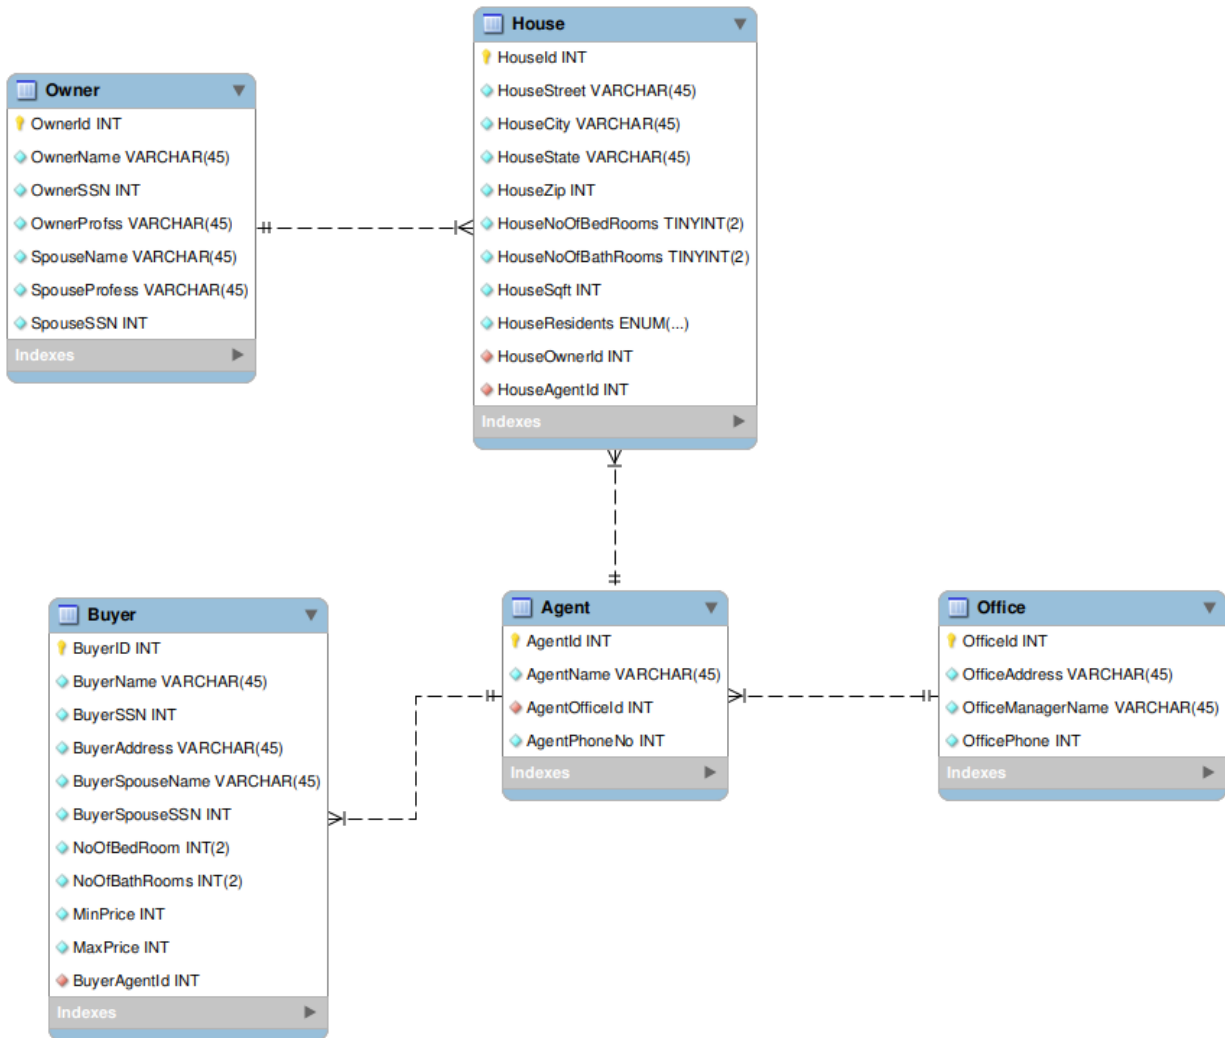 House
HouseId INT
HouseStreet VARCHAR(45)
HouseCity VARCHAR(45)
HouseState VARCHAR(45)
HouseZip INT
HouseNoOfBedRooms TINYINT(2)
HouseNoOfBathRooms TINYINT(2)
HouseSqft INT
HouseResidents ENUM(...)
HouseOwnerId INT
HouseAgentId INT
Indexes
Owner
OwnerId INT
OwnerName VARCHAR(45)
OwnerSSN INT
OwnerProfss VARCHAR(45)
SpouseName VARCHAR(45)
SpouseProfess VARCHAR(45)
SpouseSSN INT
Indexes
Buyer
BuyerID INT
BuyerName VARCHAR(45)
BuyerSSN INT
BuyerAddress VARCHAR(45)
BuyerSpouseName VARCHAR(45)
BuyerSpouseSSN INT
NoOfBedRoom INT(2)
NoOfBathRooms INT(2)
MinPrice INT
MaxPrice INT
BuyerAgentId INT
Indexes
Agent
AgentId INT
AgentName VARCHAR(45)
AgentOfficeId INT
AgentPhoneNo INT
Indexes
Office
OfficeId INT
OfficeAddress VARCHAR(45)
OfficeManagerName VARCHAR(45)
OfficePhone INT
Indexes